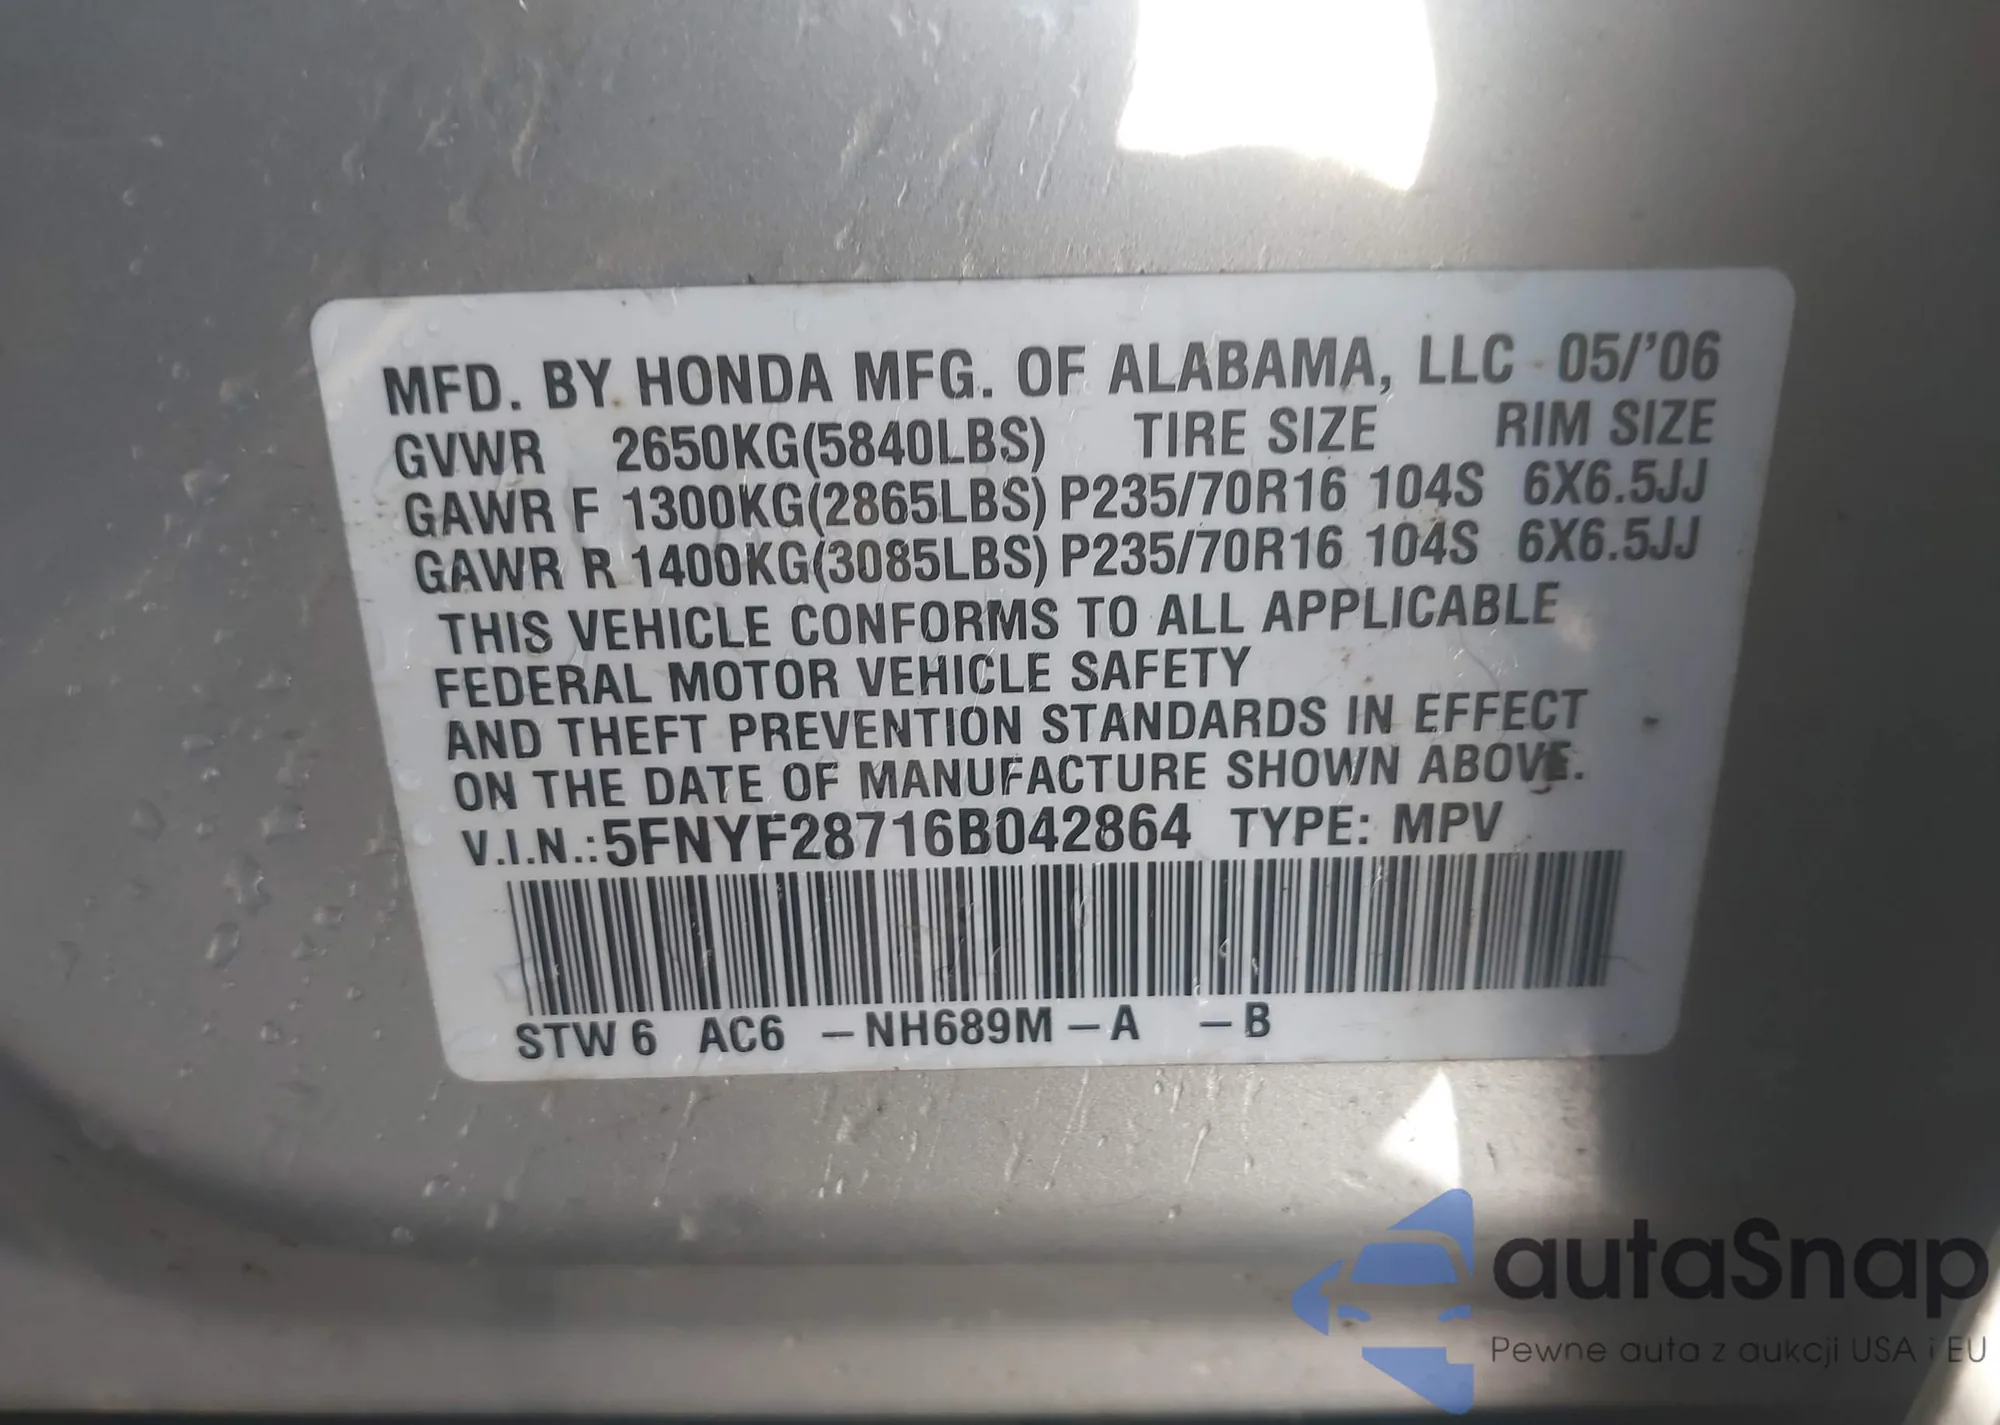 MFD. BY HONDA MFG. OF ALABAMA, LLC 05/'06
GVWR 2650KG(5840LBS) TIRE SIZE RIM SIZE
GAWR F 1300KG(2865LBS) P235/70R16 104S 6X6.5JJ
GAWR R 1400KG(3085LBS) P235/70R16 104S 6X6.5JJ
THIS VEHICLE CONFORMS TO ALL APPLICABLE
FEDERAL MOTOR VEHICLE SAFETY
AND THEFT PREVENTION STANDARDS IN EFFECT
ON THE DATE OF MANUFACTURE SHOWN ABOVE.
V.I.N.:5FNYF28716B042864 TYPE: MPV
STW 6 AC6 –NH689M–A –B
autaSnap
Pewne auta z aukcji USA i EU